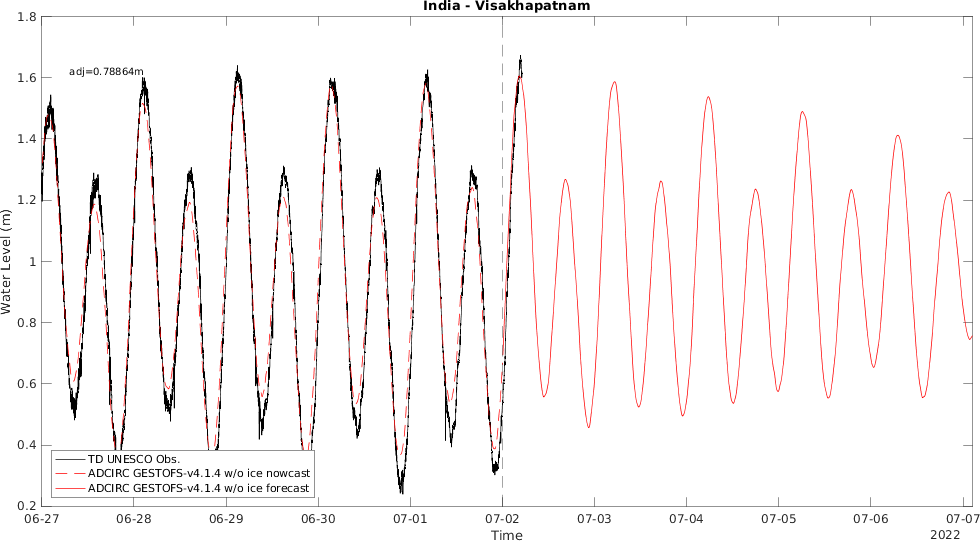 India - Visakhapatnam
1.8
1.6
1.4
1.2
1
0.8
0.6
0.4
0.2
Water Level (m)
adj=0.78864m
TD UNESCO Obs.
ADCIRC GESTOFS-v4.1.4 w/o ice nowcast
ADCIRC GESTOFS-v4.1.4 w/o ice forecast
06-27 06-28 06-29 06-30 07-01 07-02 07-03 07-04 07-05 07-06 07-07
Time
2022